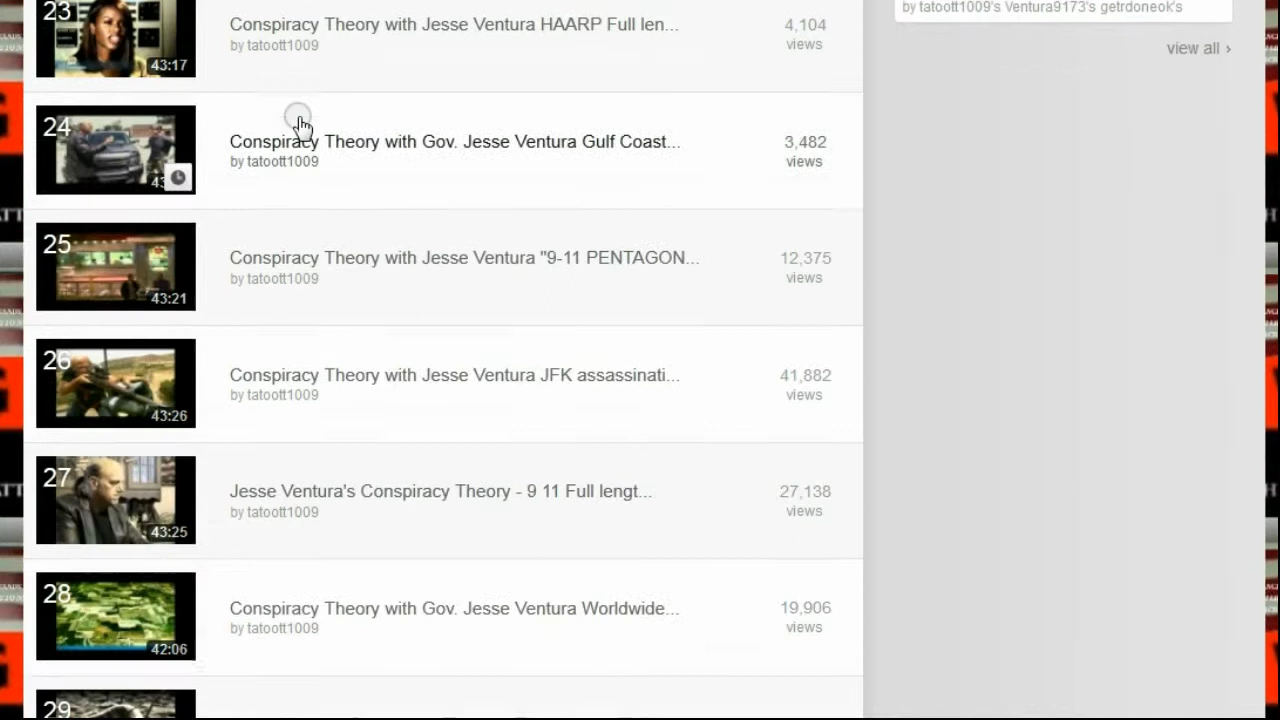 by tatoott1009's Ventura9173's getrdoneok's
view all ›
23
43:17
Conspiracy Theory with Jesse Ventura HAARP Full len...
by tatoott1009
4,104
views
24
Conspiracy Theory with Gov. Jesse Ventura Gulf Coast...
by tatoott1009
3,482
views
25
43:21
Conspiracy Theory with Jesse Ventura "9-11 PENTAGON...
by tatoott1009
12,375
views
26
43:26
Conspiracy Theory with Jesse Ventura JFK assassinati...
by tatoott1009
41,882
views
27
43:25
Jesse Ventura's Conspiracy Theory - 9 11 Full lengt...
by tatoott1009
27,138
views
28
42:06
Conspiracy Theory with Gov. Jesse Ventura Worldwide...
by tatoott1009
19,906
views
29